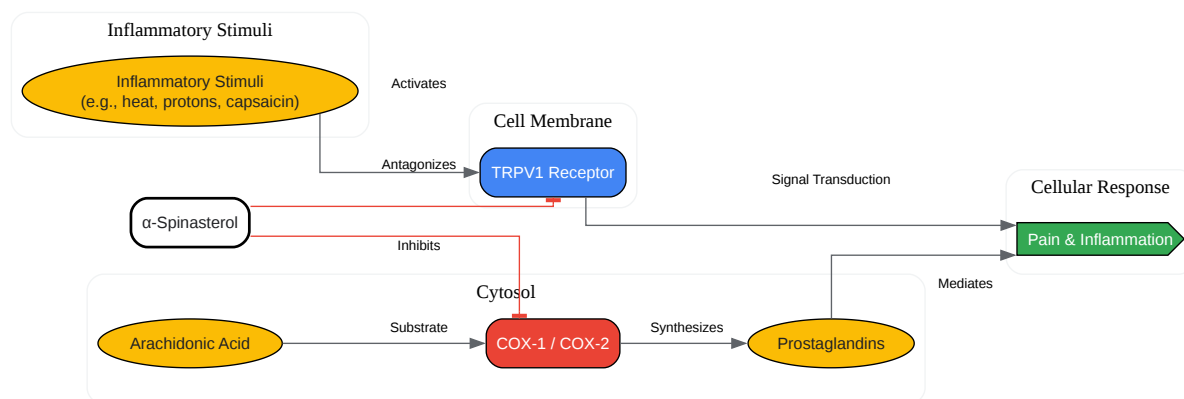 Inflammatory Stimuli
Inflammatory Stimuli
(e.g., heat, protons, capsaicin)
Activates
Cell Membrane
Antagonizes
TRPV1 Receptor
Signal Transduction
Cellular Response
α-Spinasterol
Inhibits
Pain & Inflammation
Mediates
Cytosol
Arachidonic Acid
Substrate
COX-1 / COX-2
Synthesizes
Prostaglandins